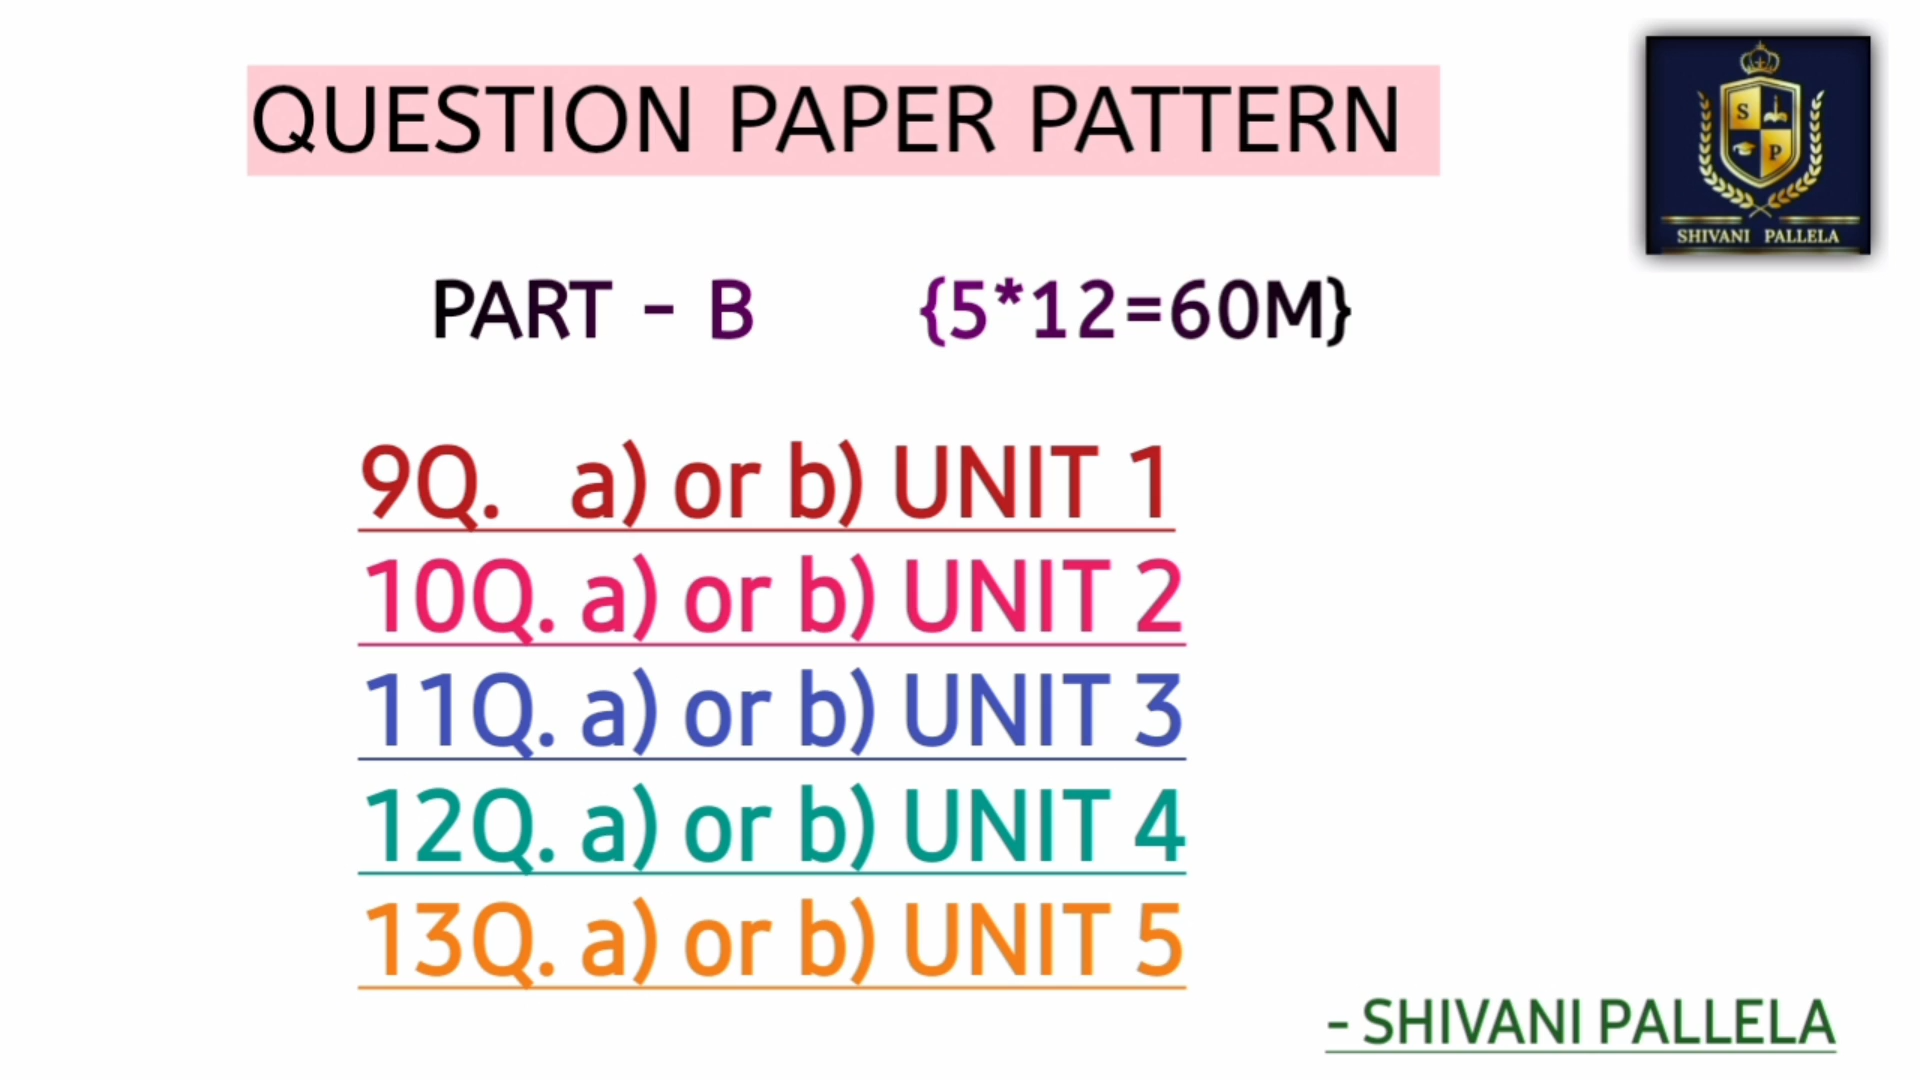 QUESTION PAPER PATTERN
S
P
SHIVANI PALLELA
PART - B {5*12=60M}
9Q. a) or b) UNIT 1
10Q. a) or b) UNIT 2
11Q. a) or b) UNIT 3
12Q. a) or b) UNIT 4
13Q. a) or b) UNIT 5
- SHIVANI PALLELA